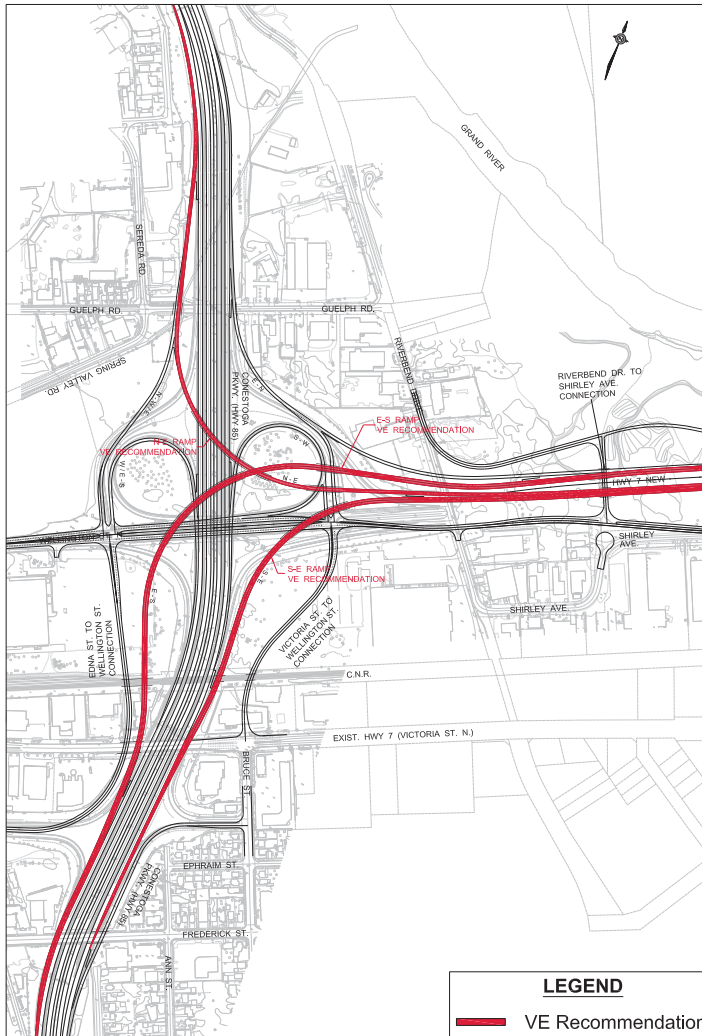 GRAND RIVER
SEREDA RD.
GUELPH RD.
GUELPH RD.
SPRING VALLEY RD
CONESTOGA
PKWY. (HWY 85)
E-N
RIVERBEND TO
SHIRLEY AVE.
CONNECTION
RIVERBEND DR. TO
E-S RAMP
VE RECOMMENDATION
N-E RAMP
VE RECOMMENDATION
S-W
N-E
W/E-S
HWY 7 NEW
WELLINGTON ST.
SHIRLEY
AVE.
S-E
S-E RAMP
VE RECOMMENDATION
E/S
SHIRLEY AVE.
EDNA ST. TO
WELLINGTON ST.
CONNECTION
VICTORIA ST. TO
WELLINGTON ST.
CONNECTION
C.N.R.
EXIST. HWY 7 (VICTORIA ST. N.)
BRUCE ST.
EPHRAIM ST.
CONESTOGA
PKWY. (HWY 85)
FREDERICK ST.
ANN ST.
LEGEND
VE Recommendation